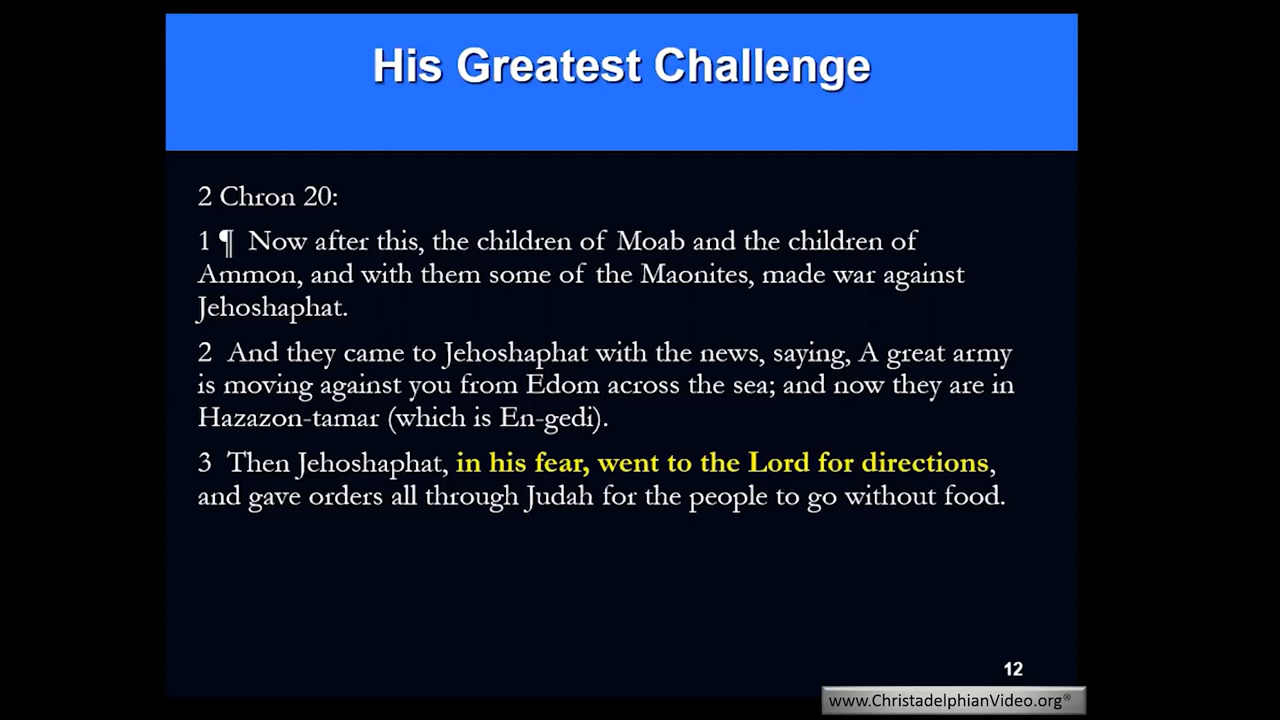 His Greatest Challenge
2 Chron 20:
1 ¶ Now after this, the children of Moab and the children of
Ammon, and with them some of the Maonites, made war against
Jehoshaphat.
2 And they came to Jehoshaphat with the news, saying, A great army
is moving against you from Edom across the sea; and now they are in
Hazazon-tamar (which is En-gedi).
3 Then Jehoshaphat, in his fear, went to the Lord for directions,
and gave orders all through Judah for the people to go without food.
12
www.ChristadelphianVideo.org®